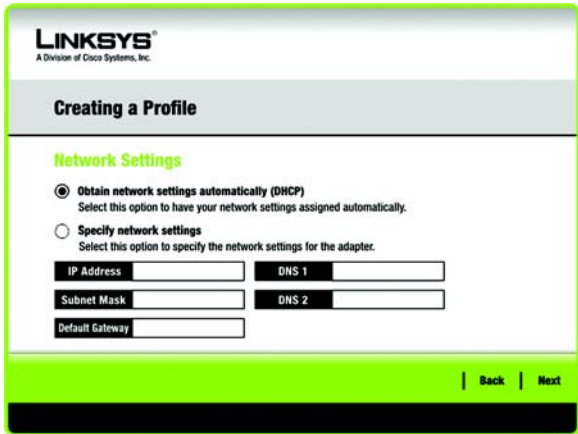 LINKSYS®
A Division of Cisco Systems, Inc.
Creating a Profile
Network Settings
Obtain network settings automatically (DHCP)
Select this option to have your network settings assigned automatically.
Specify network settings
Select this option to specify the network settings for the adapter.
IP Address DNS 1
Subnet Mask DNS 2
Default Gateway
Back Next